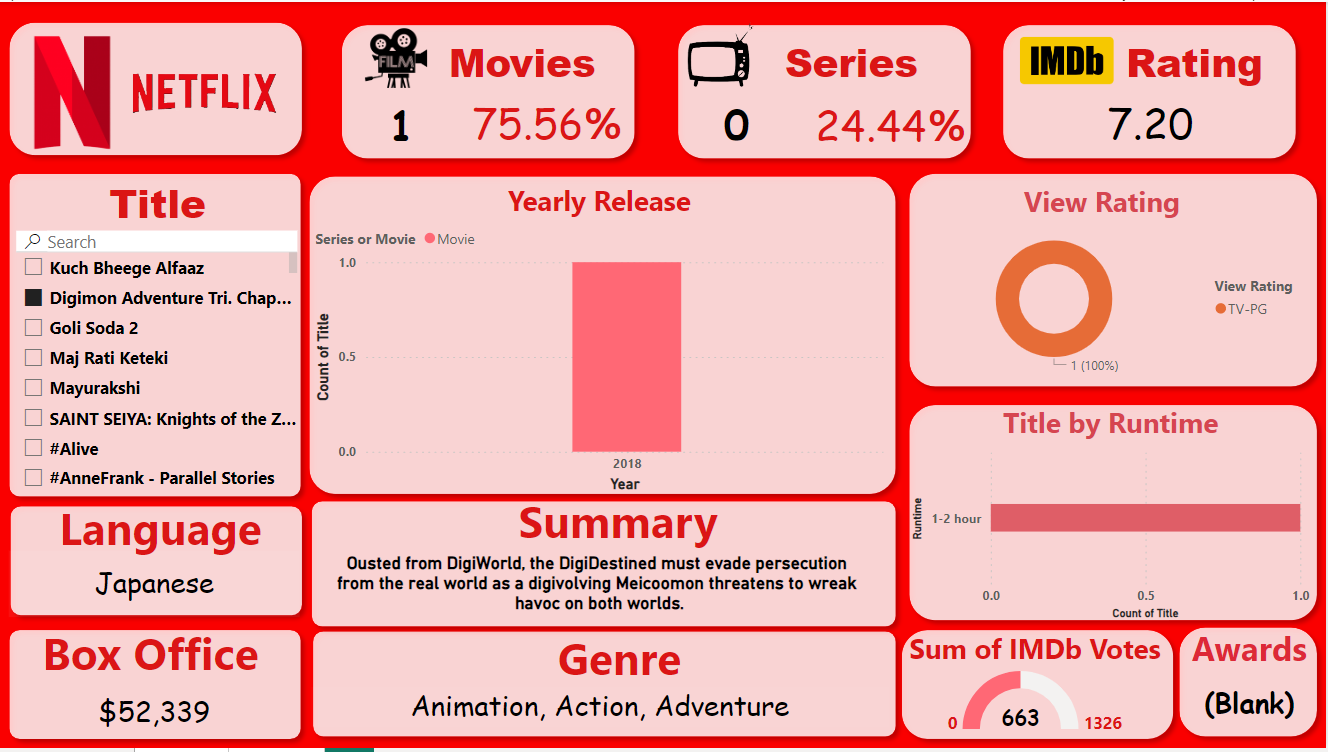 NETFLIX
FILM
Movies
1 75.56%
Series
0 24.44%
IMDb Rating
7.20
Title
Search
Kuch Bheege Alfaaz
Digimon Adventure Tri. Chap...
Goli Soda 2
Maj Rati Keteki
Mayurakshi
SAINT SEIYA: Knights of the Z...
#Alive
#AnneFrank - Parallel Stories
Yearly Release
Series or Movie Movie
1.0
0.5
0.0
Count of Title
2018
Year
View Rating
View Rating
TV-PG
1 (100%)
Title by Runtime
Runtime
1-2 hour
0.0 0.5 1.0
Count of Title
Language
Japanese
Summary
Ousted from DigiWorld, the DigiDestined must evade persecution
from the real world as a digivolving Meicoomon threatens to wreak
havoc on both worlds.
Box Office
$52,339
Genre
Animation, Action, Adventure
Sum of IMDb Votes
0 663 1326
Awards
(Blank)